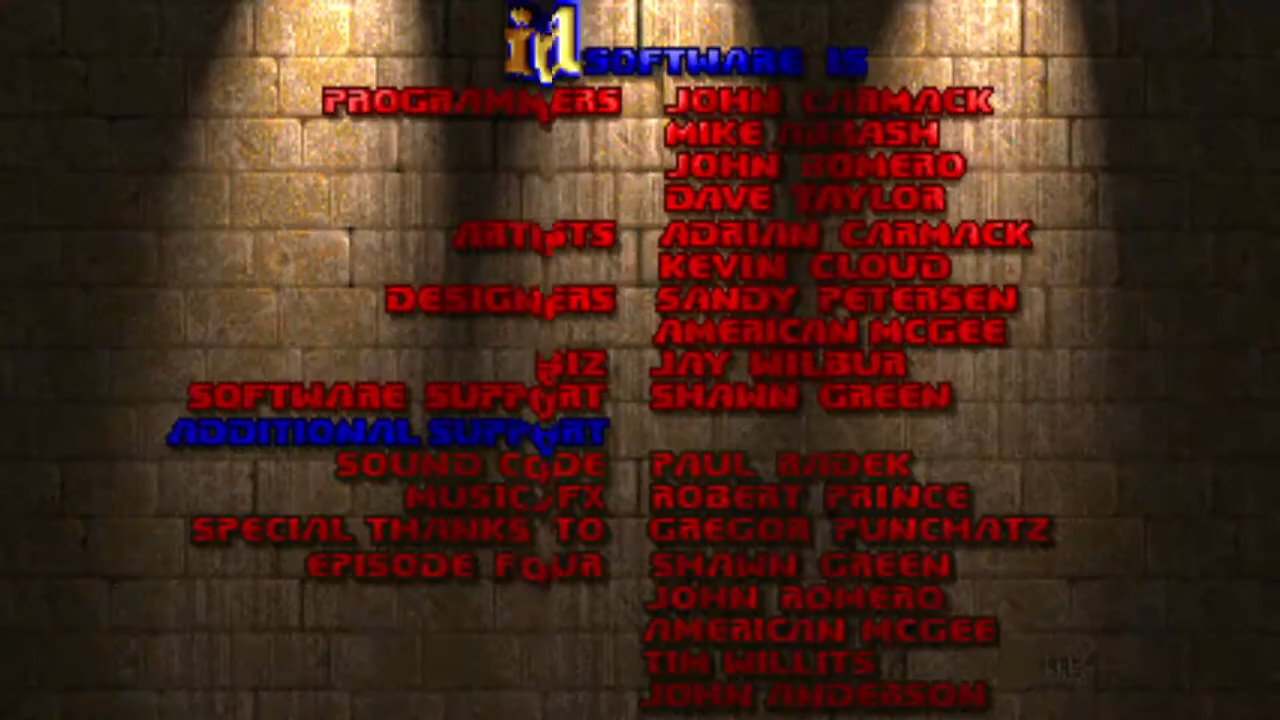 id SOFTWARE IS
PROGRAMMERS JOHN CARMACK
MIKE ABRASH
JOHN ROMERO
DAVE TAYLOR
ARTISTS ADRIAN CARMACK
KEVIN CLOUD
DESIGNERS SANDY PETERSEN
AMERICAN MCGEE
BIZ JAY WILBUR
SOFTWARE SUPPORT SHAWN GREEN
ADDITIONAL SUPPORT
SOUND CODE PAUL RADEK
MUSIC/FX ROBERT PRINCE
SPECIAL THANKS TO GREGOR PUNCHATZ
EPISODE FOUR SHAWN GREEN
JOHN ROMERO
AMERICAN MCGEE
TIM WILLITS
JOHN ANDERSON